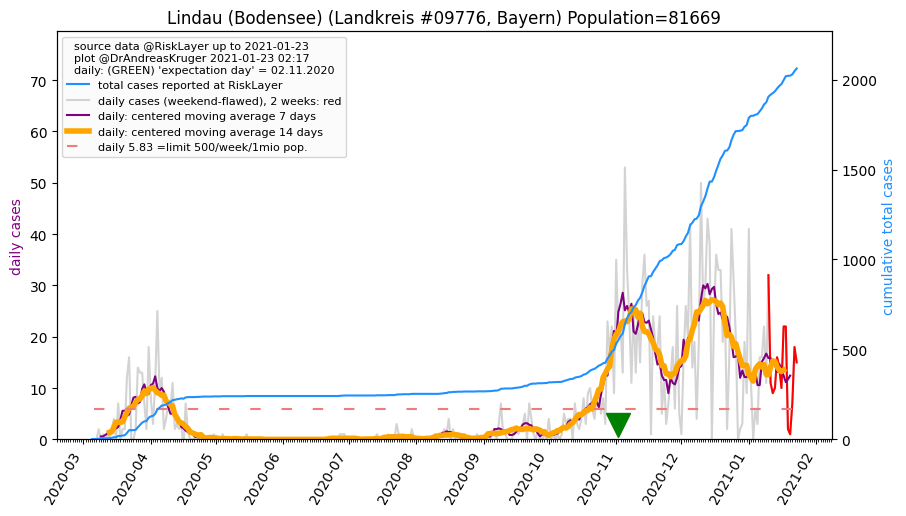 Lindau (Bodensee) (Landkreis #09776, Bayern) Population=81669
source data @RiskLayer up to 2021-01-23
plot @DrAndreasKruger 2021-01-23 02:17
daily: (GREEN) 'expectation day' = 02.11.2020
total cases reported at RiskLayer
daily cases (weekend-flawed), 2 weeks: red
daily: centered moving average 7 days
daily: centered moving average 14 days
daily 5.83 =limit 500/week/1mio pop.
daily cases
70
60
50
40
30
20
10
0
cumulative total cases
2000
1500
1000
500
0
2020-03
2020-04
2020-05
2020-06
2020-07
2020-08
2020-09
2020-10
2020-11
2020-12
2021-01
2021-02